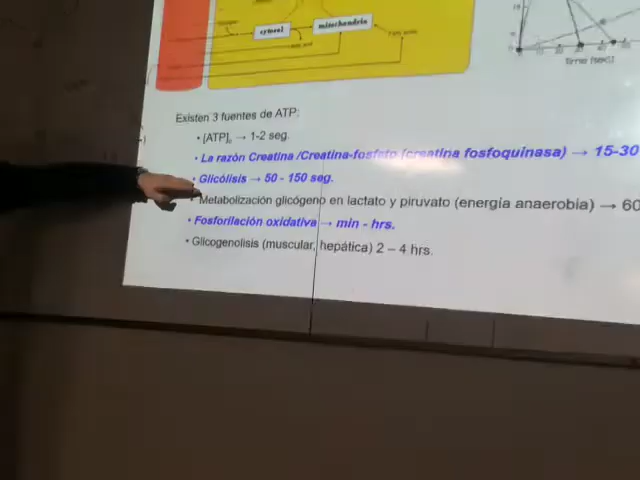 cytosol
mitochondria
Existen 3 fuentes de ATP:
• [ATP]i → 1-2 seg.
• La razón Creatina /Creatina-fosfato (creatina fosfoquinasa) → 15-30
• Glicólisis → 50 - 150 seg.
• Metabolización glicógeno en lactato y piruvato (energía anaerobia) → 60
• Fosforilación oxidativa → min - hrs.
• Glicogenolisis (muscular, hepática) 2 – 4 hrs.